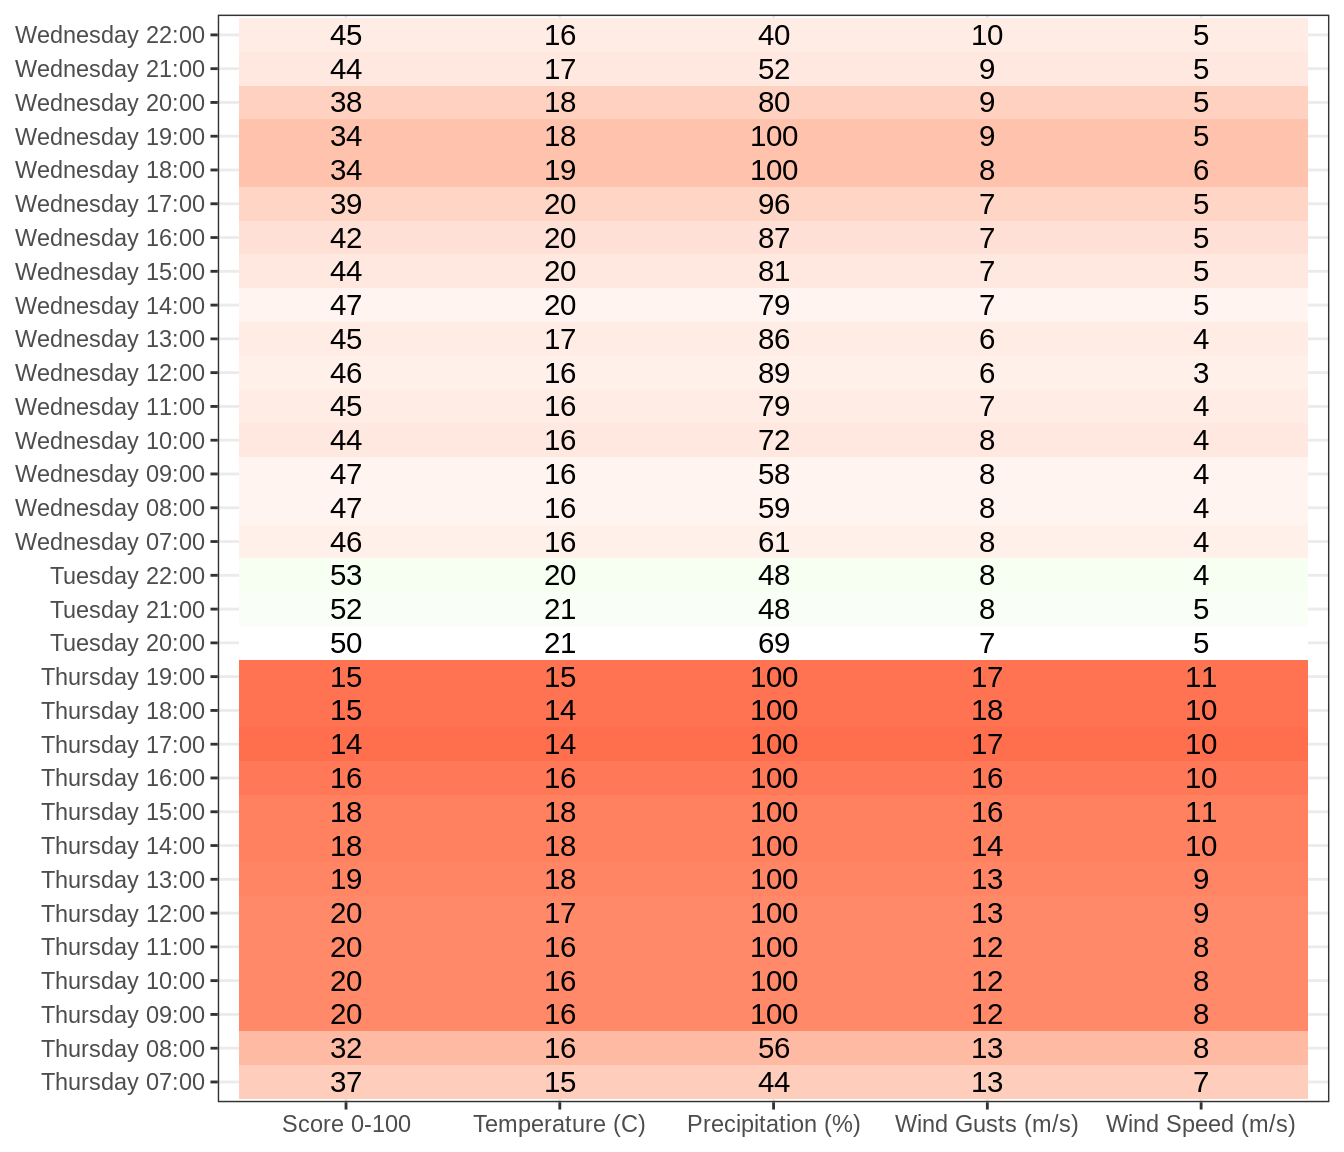 Wednesday 22:00 45 16 40 10 5
Wednesday 21:00 44 17 52 9 5
Wednesday 20:00 38 18 80 9 5
Wednesday 19:00 34 18 100 9 5
Wednesday 18:00 34 19 100 8 6
Wednesday 17:00 39 20 96 7 5
Wednesday 16:00 42 20 87 7 5
Wednesday 15:00 44 20 81 7 5
Wednesday 14:00 47 20 79 7 5
Wednesday 13:00 45 17 86 6 4
Wednesday 12:00 46 16 89 6 3
Wednesday 11:00 45 16 79 7 4
Wednesday 10:00 44 16 72 8 4
Wednesday 09:00 47 16 58 8 4
Wednesday 08:00 47 16 59 8 4
Wednesday 07:00 46 16 61 8 4
Tuesday 22:00 53 20 48 8 4
Tuesday 21:00 52 21 48 8 5
Tuesday 20:00 50 21 69 7 5
Thursday 19:00 15 15 100 17 11
Thursday 18:00 15 14 100 18 10
Thursday 17:00 14 14 100 17 10
Thursday 16:00 16 16 100 16 10
Thursday 15:00 18 18 100 16 11
Thursday 14:00 18 18 100 14 10
Thursday 13:00 19 18 100 13 9
Thursday 12:00 20 17 100 13 9
Thursday 11:00 20 16 100 12 8
Thursday 10:00 20 16 100 12 8
Thursday 09:00 20 16 100 12 8
Thursday 08:00 32 16 56 13 8
Thursday 07:00 37 15 44 13 7
Score 0-100 Temperature (C) Precipitation (%) Wind Gusts (m/s) Wind Speed (m/s)